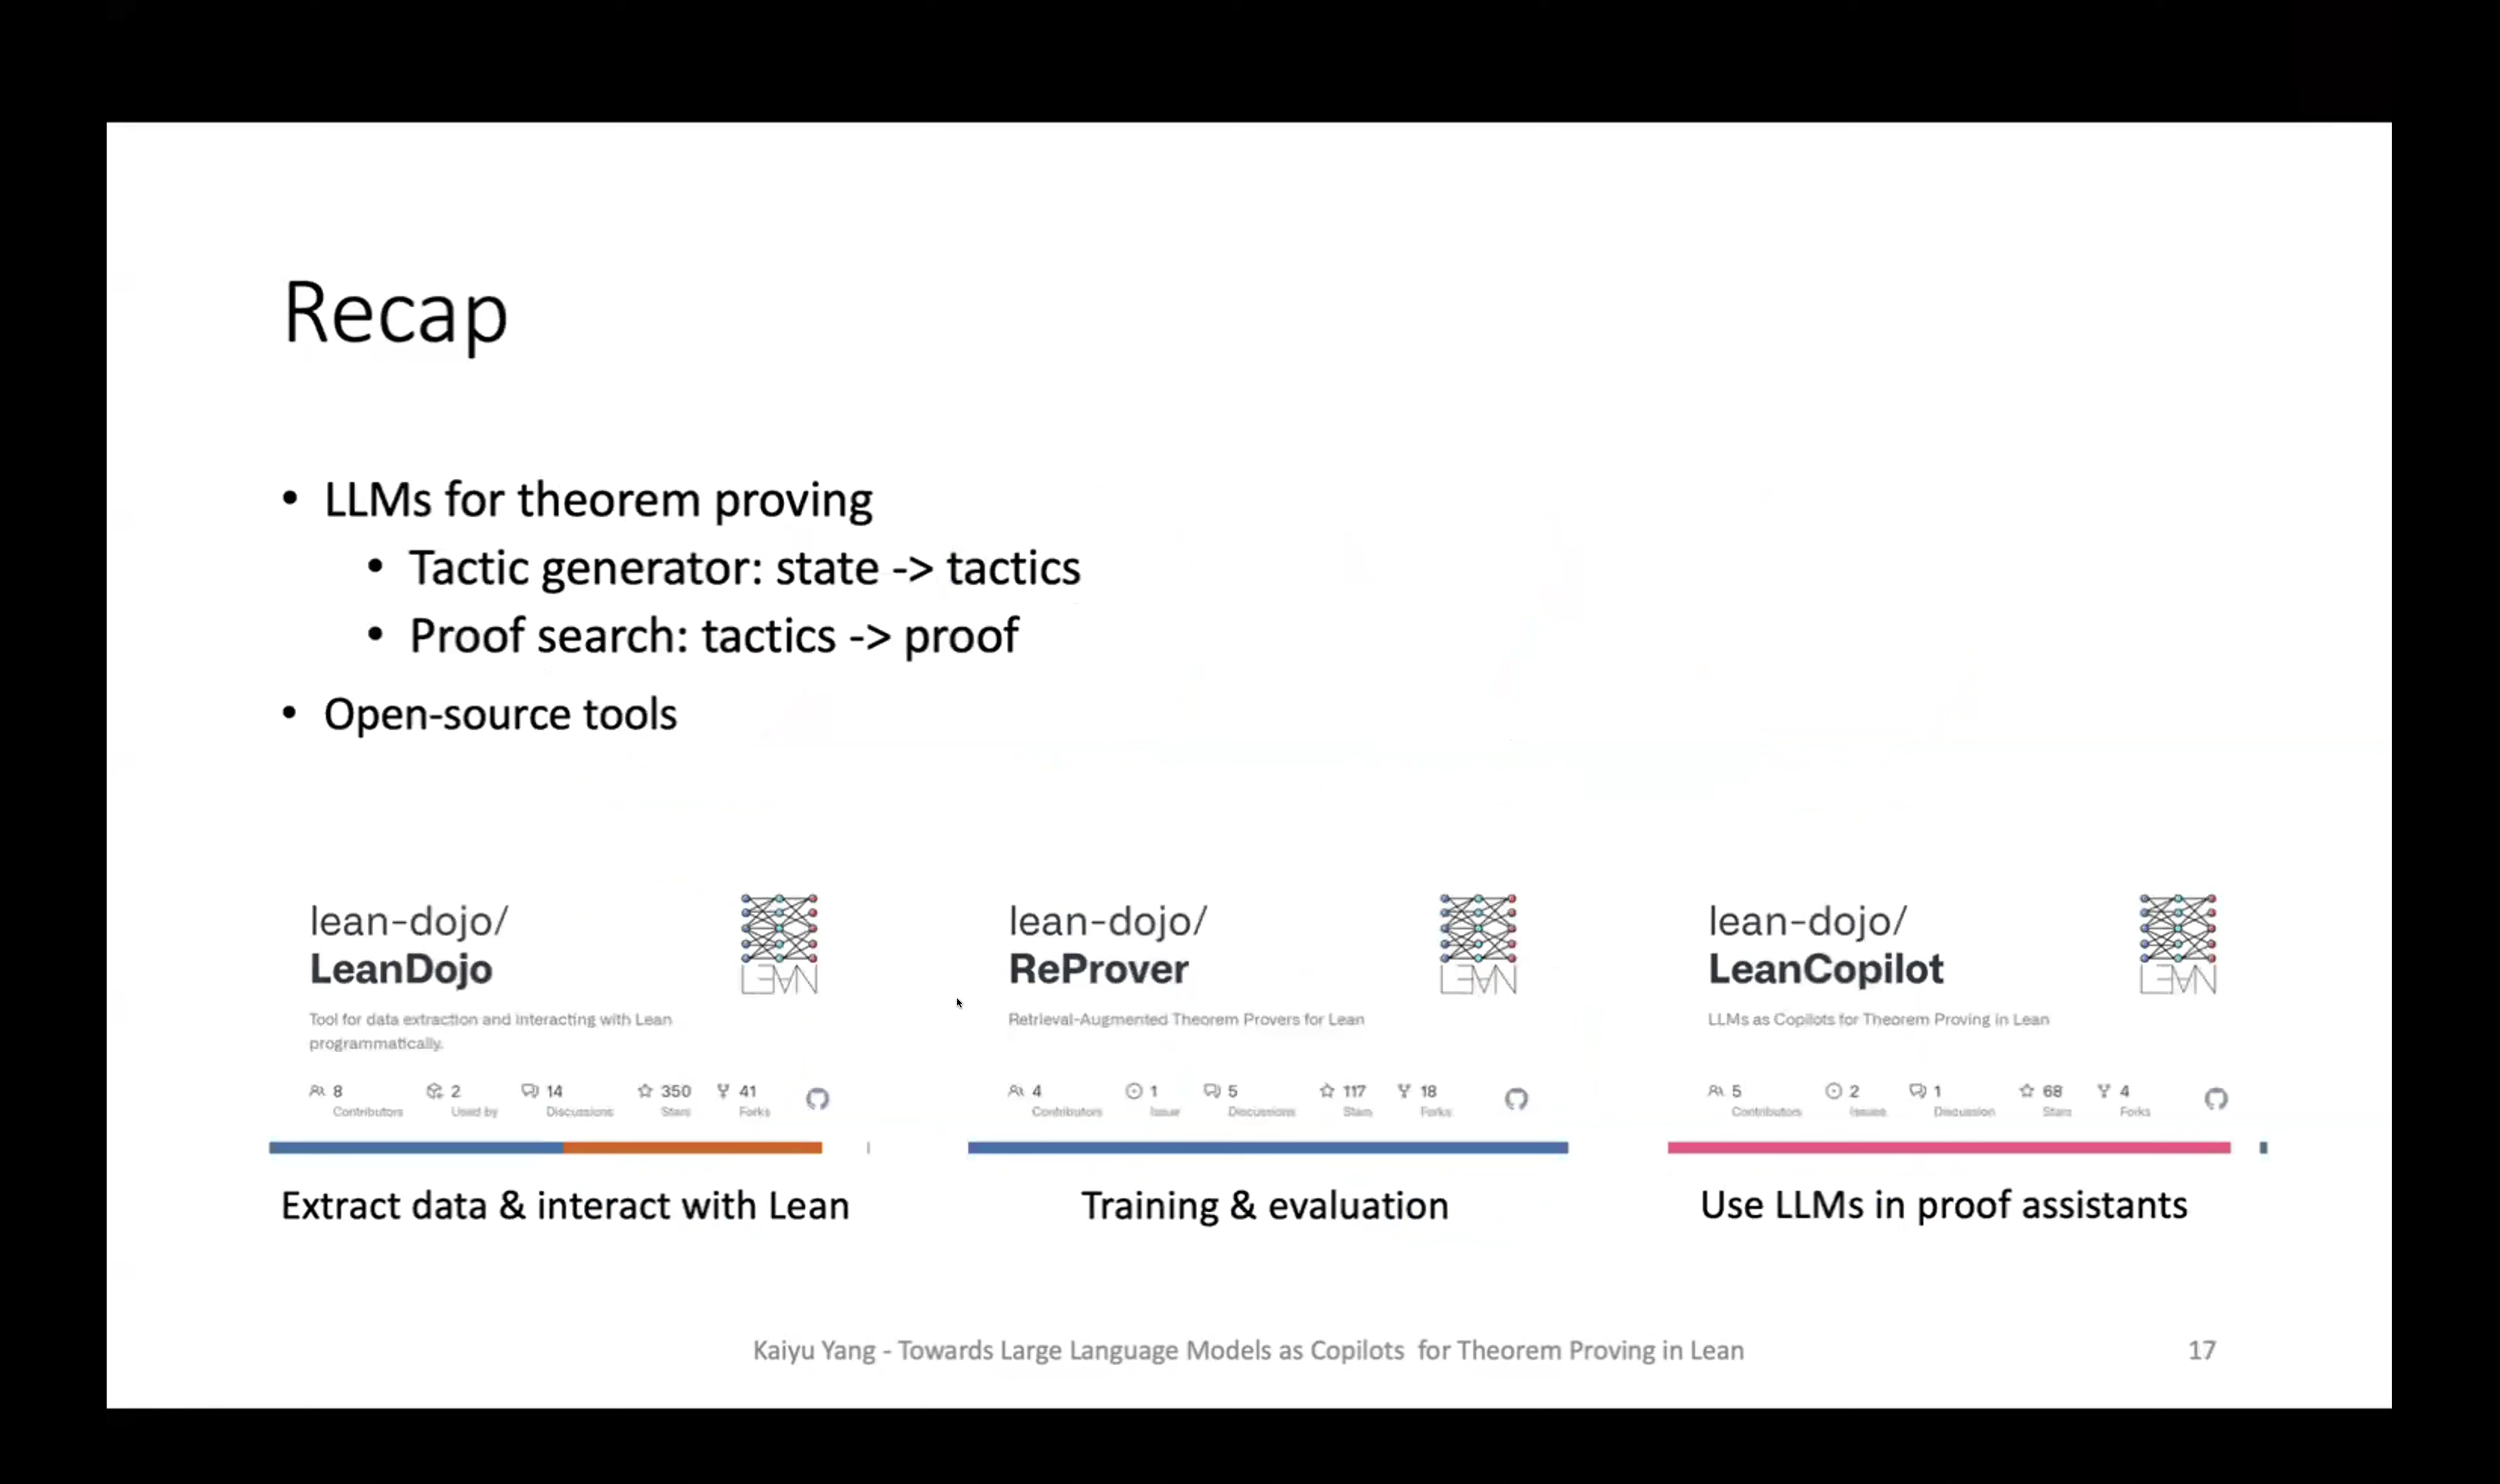 Recap
• LLMs for theorem proving
• Tactic generator: state -> tactics
• Proof search: tactics -> proof
• Open-source tools
lean-dojo/
LeanDojo
Tool for data extraction and interacting with Lean
programmatically.
8 2 14 350 41
Contributors Used by Discussions Stars Forks
LEAN
Extract data & interact with Lean
lean-dojo/
ReProver
Retrieval-Augmented Theorem Provers for Lean
4 1 5 117 18
Contributors Issue Discussions Stars Forks
LEAN
Training & evaluation
lean-dojo/
LeanCopilot
LLMs as Copilots for Theorem Proving in Lean
5 2 1 68 4
Contributors Issues Discussion Stars Forks
LEAN
Use LLMs in proof assistants
Kaiyu Yang - Towards Large Language Models as Copilots for Theorem Proving in Lean
17